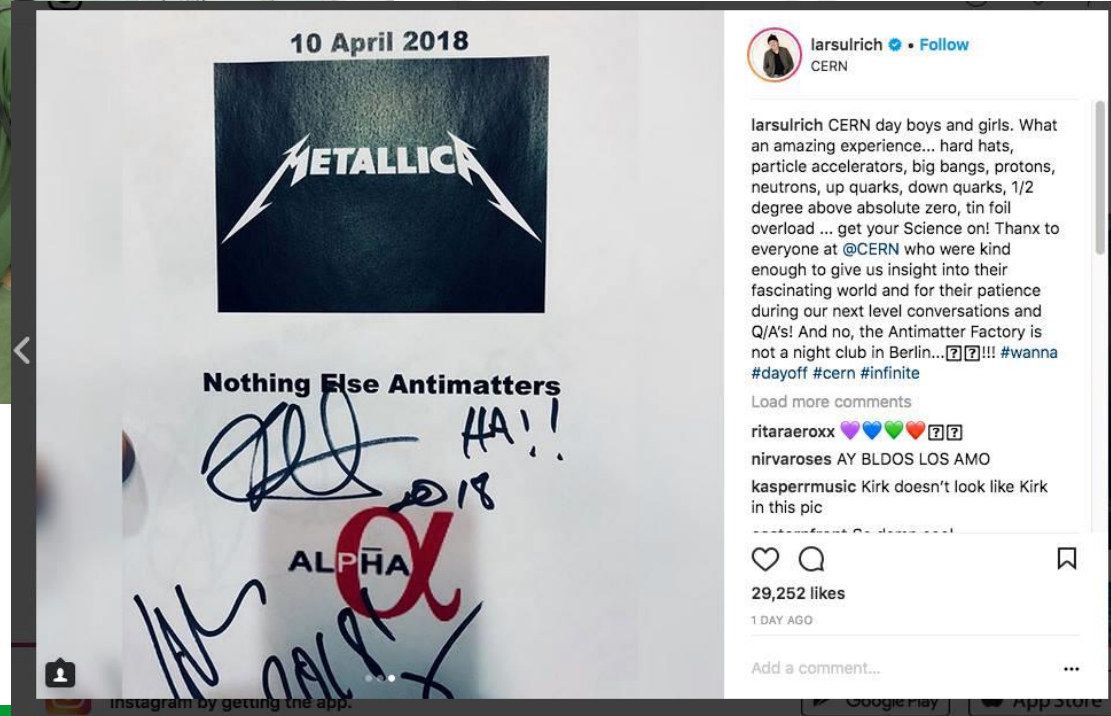 10 April 2018
METALLICA
Nothing Else Antimatters
HA!!
2018
ALPHA
α
2018!
larsulrich • Follow
CERN
larsulrich CERN day boys and girls. What
an amazing experience... hard hats,
particle accelerators, big bangs, protons,
neutrons, up quarks, down quarks, 1/2
degree above absolute zero, tin foil
overload ... get your Science on! Thanx to
everyone at @CERN who were kind
enough to give us insight into their
fascinating world and for their patience
during our next level conversations and
Q/A's! And no, the Antimatter Factory is
not a night club in Berlin...⍰⍰!!! #wanna
#dayoff #cern #infinite
Load more comments
ritaraeroxx 💜💙💚❤️⍰⍰
nirvaroses AY BLDOS LOS AMO
kasperrmusic Kirk doesn't look like Kirk
in this pic
29,252 likes
1 DAY AGO
Add a comment...
Instagram by getting the app.
Google Play
App Store